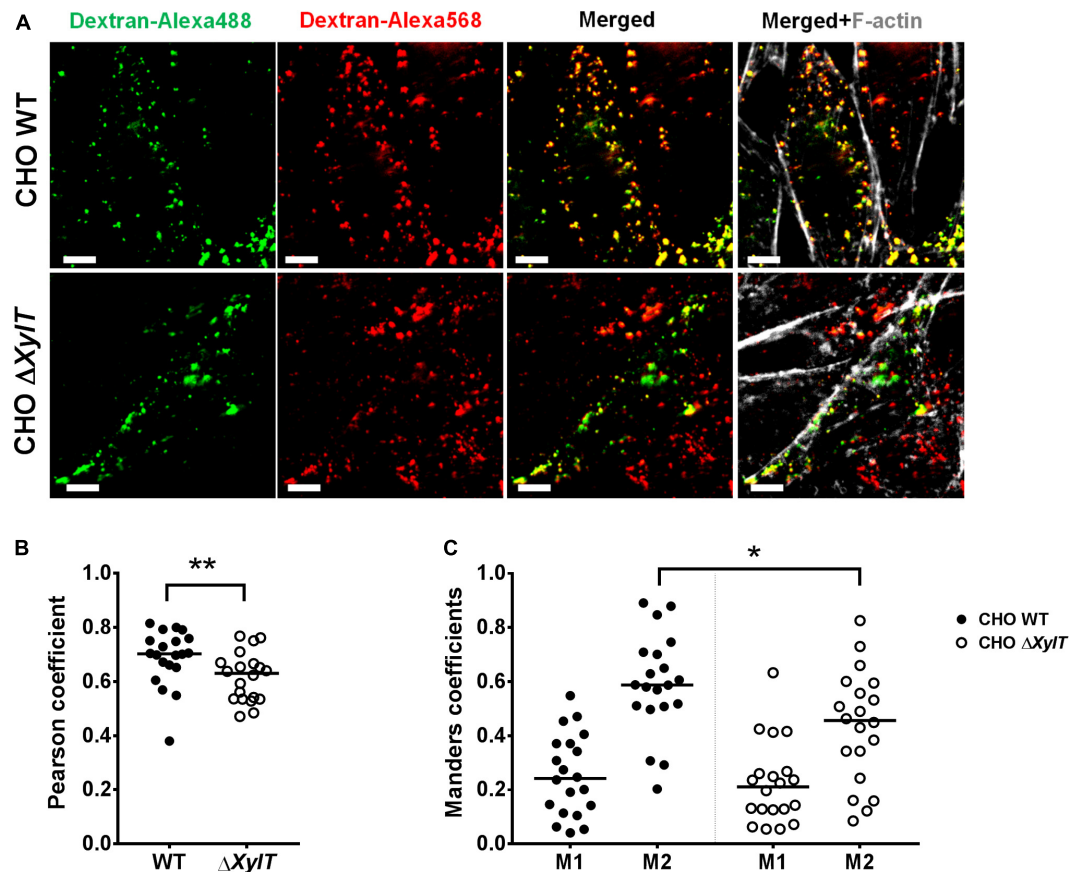 A
Dextran-Alexa488
Dextran-Alexa568
Merged
Merged+F-actin
CHO WT
CHO ΔXylT
B
**
Pearson coefficient
1.0
0.8
0.6
0.4
0.2
0.0
WT
ΔXylT
C
*
Manders coefficients
1.0
0.8
0.6
0.4
0.2
0.0
M1
M2
M1
M2
CHO WT
CHO ΔXylT